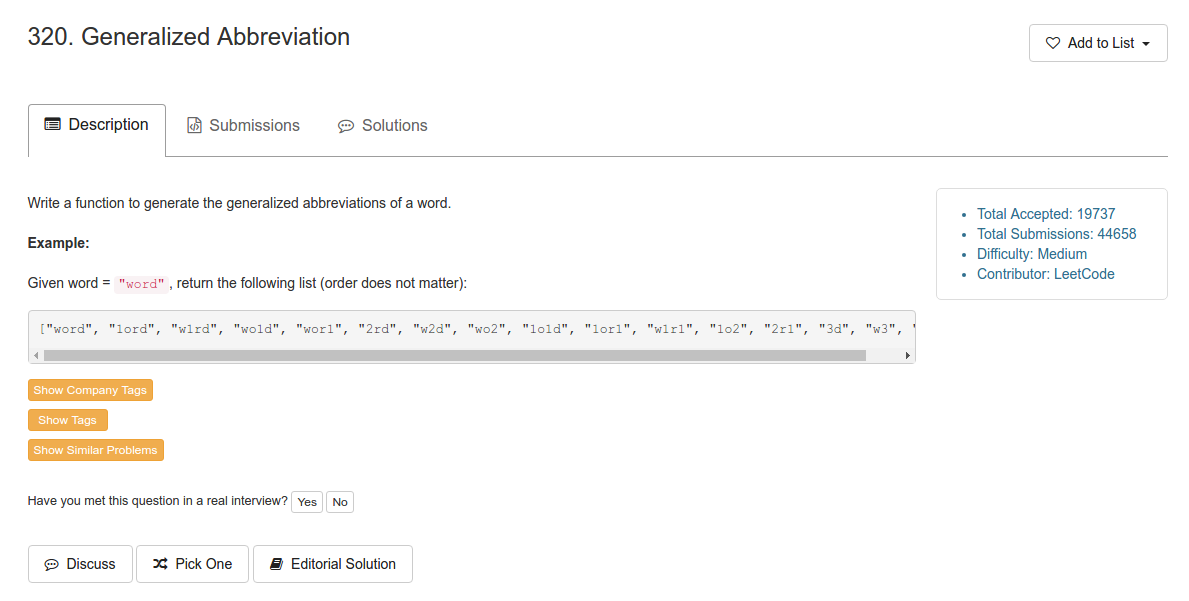 320. Generalized Abbreviation
Add to List
Description
Submissions
Solutions
Write a function to generate the generalized abbreviations of a word.
Total Accepted: 19737
Total Submissions: 44658
Difficulty: Medium
Contributor: LeetCode
Example:
Given word = "word", return the following list (order does not matter):
["word", "1ord", "w1rd", "wo1d", "wor1", "2rd", "w2d", "wo2", "1o1d", "1or1", "w1r1", "1o2", "2r1", "3d", "w3", "
Show Company Tags
Show Tags
Show Similar Problems
Have you met this question in a real interview? Yes No
Discuss
Pick One
Editorial Solution